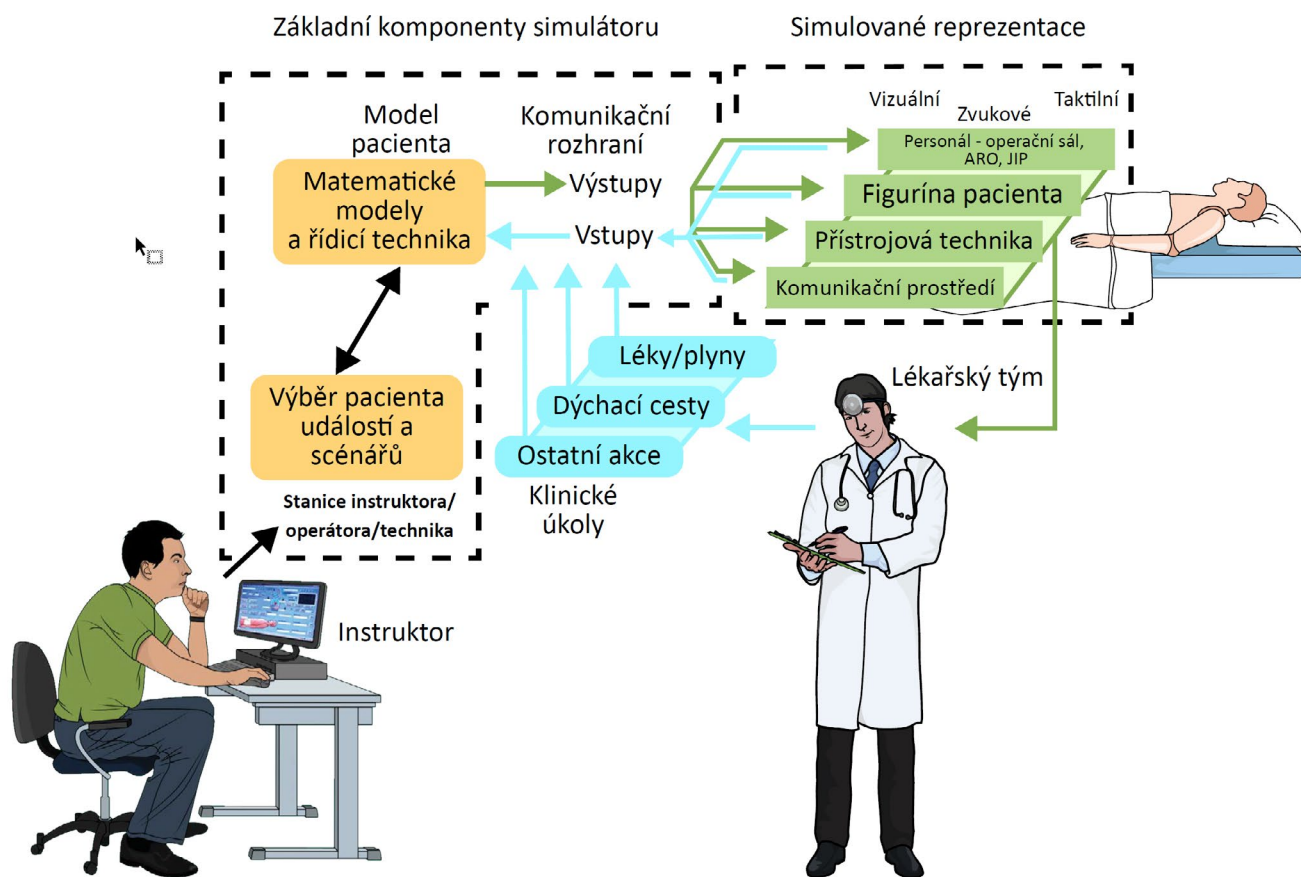 Základní komponenty simulátoru
Simulované reprezentace
Model
pacienta
Matematické
modely
a řídicí technika
Komunikační
rozhraní
Výstupy
Vstupy
Vizuální
Zvukové
Taktilní
Personál - operační sál,
ARO, JIP
Figurína pacienta
Přístrojová technika
Komunikační prostředí
Léky/plyny
Dýchací cesty
Ostatní akce
Klinické
úkoly
Lékařský tým
Výběr pacienta
událostí a
scénářů
Stanice instruktora/
operátora/technika
Instruktor